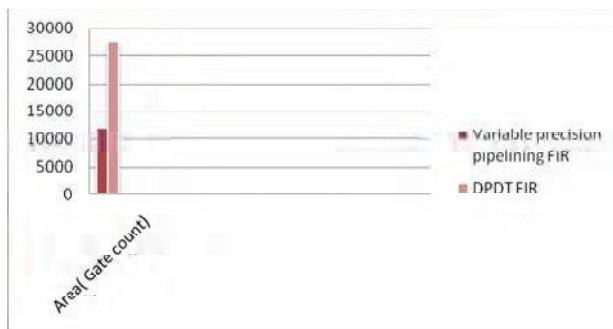 30000
25000
20000
15000
10000
5000
0
Area( Gate count)
Variable precision
pipelining FIR
DPDT FIR